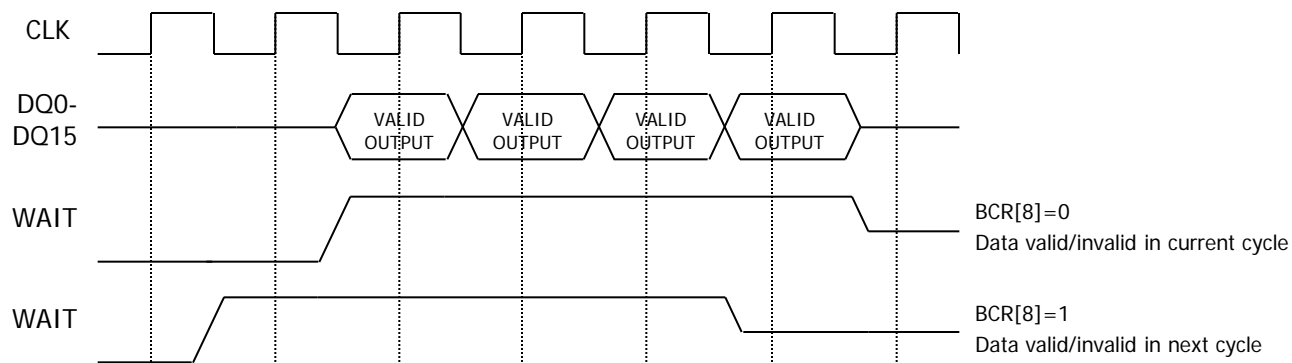 CLK
DQ0-
DQ15
VALID
OUTPUT
VALID
OUTPUT
VALID
OUTPUT
VALID
OUTPUT
WAIT
BCR[8]=0
Data valid/invalid in current cycle
WAIT
BCR[8]=1
Data valid/invalid in next cycle